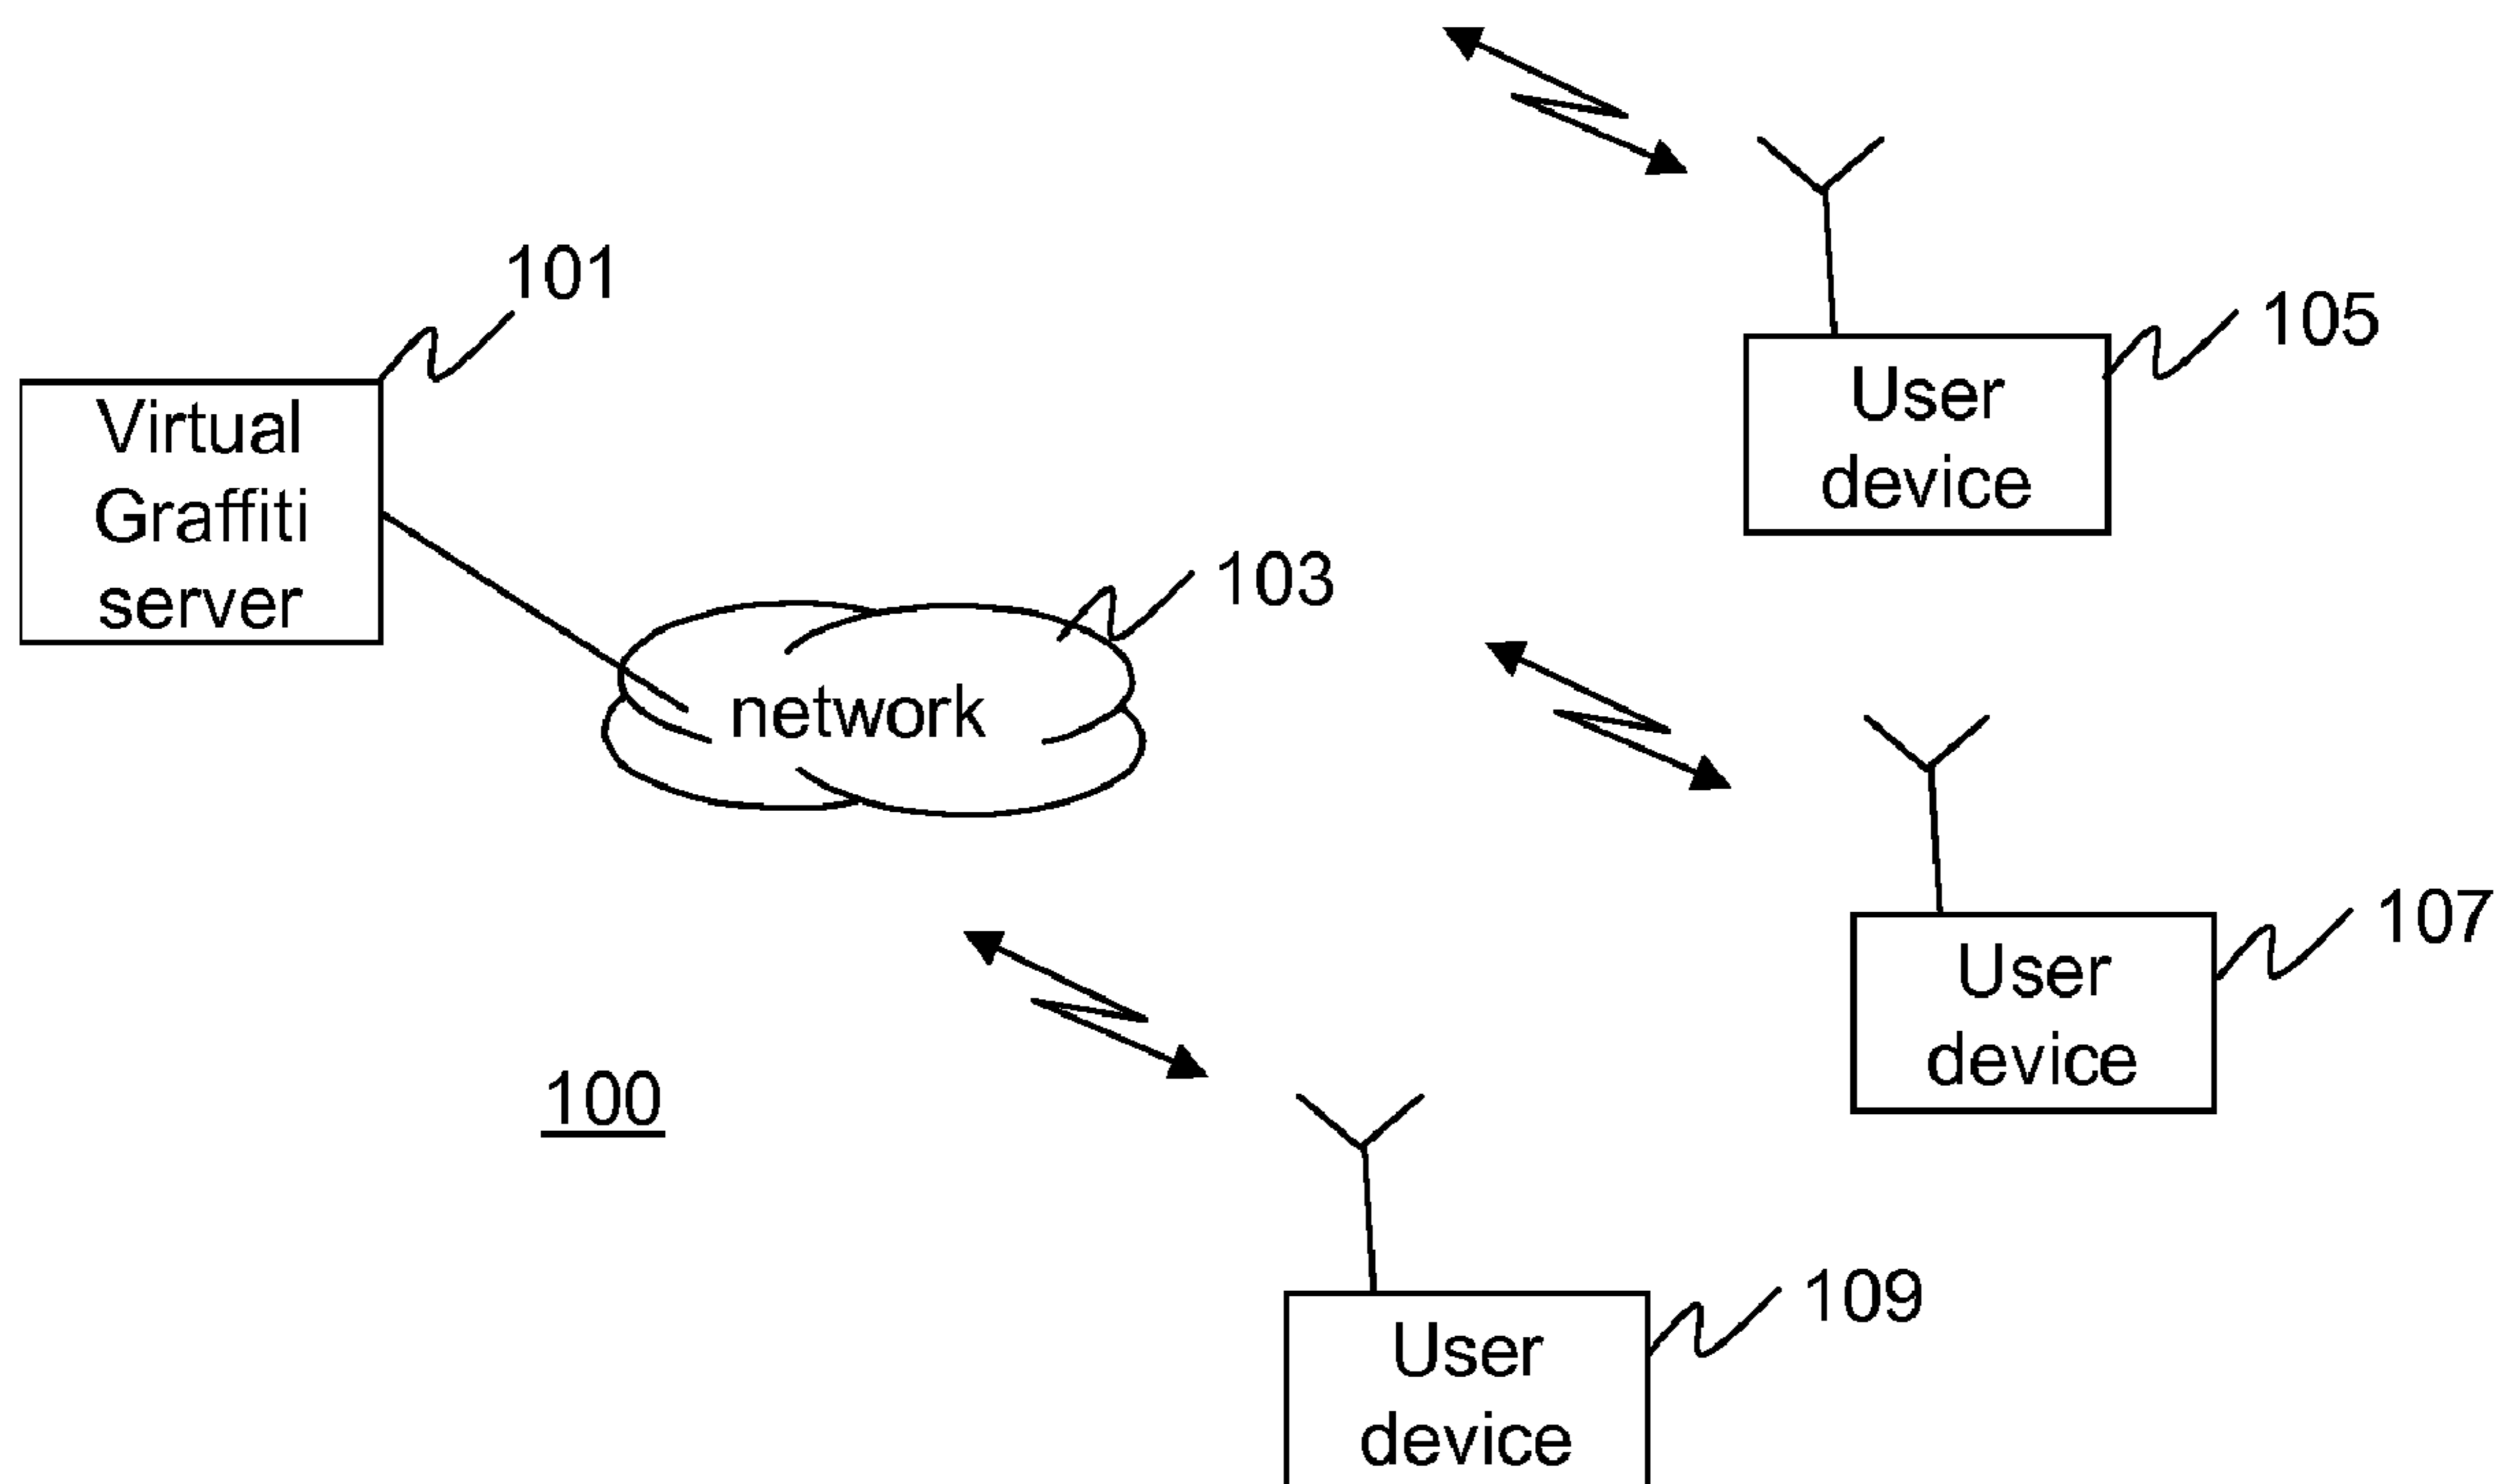 101
Virtual
Graffiti
server
105
User
device
103
network
107
User
device
100
109
User
device